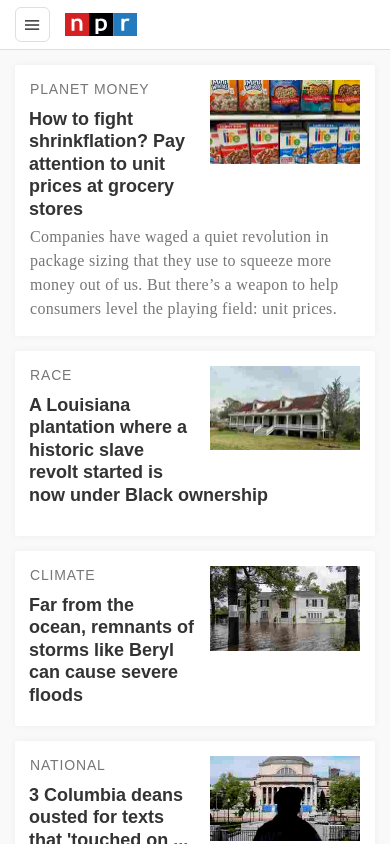 npr
PLANET MONEY
How to fight
shrinkflation? Pay
attention to unit
prices at grocery
stores
Companies have waged a quiet revolution in
package sizing that they use to squeeze more
money out of us. But there's a weapon to help
consumers level the playing field: unit prices.
RACE
A Louisiana
plantation where a
historic slave
revolt started is
now under Black ownership
CLIMATE
Far from the
ocean, remnants of
storms like Beryl
can cause severe
floods
NATIONAL
3 Columbia deans
ousted for texts
that 'touched on ...